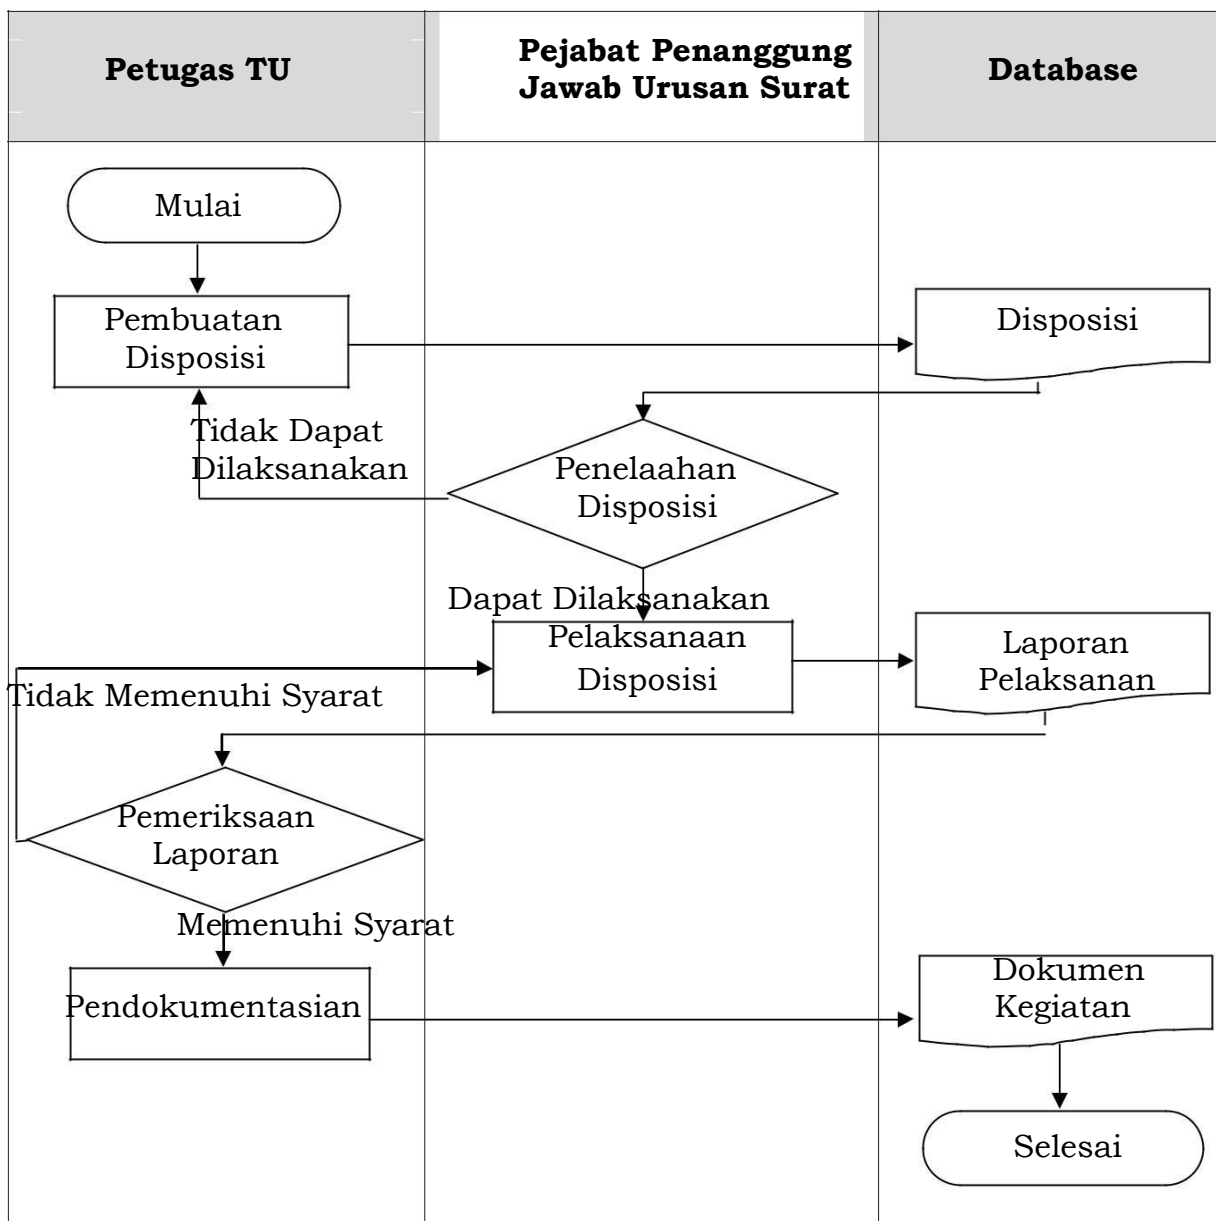 Petugas TU
Pejabat Penanggung
Jawab Urusan Surat
Database
Mulai
Pembuatan
Disposisi
Disposisi
Tidak Dapat
Dilaksanakan
Penelaahan
Disposisi
Dapat Dilaksanakan
Pelaksanaan
Disposisi
Laporan
Pelaksanan
Tidak Memenuhi Syarat
Pemeriksaan
Laporan
Memenuhi Syarat
Pendokumentasian
Dokumen
Kegiatan
Selesai